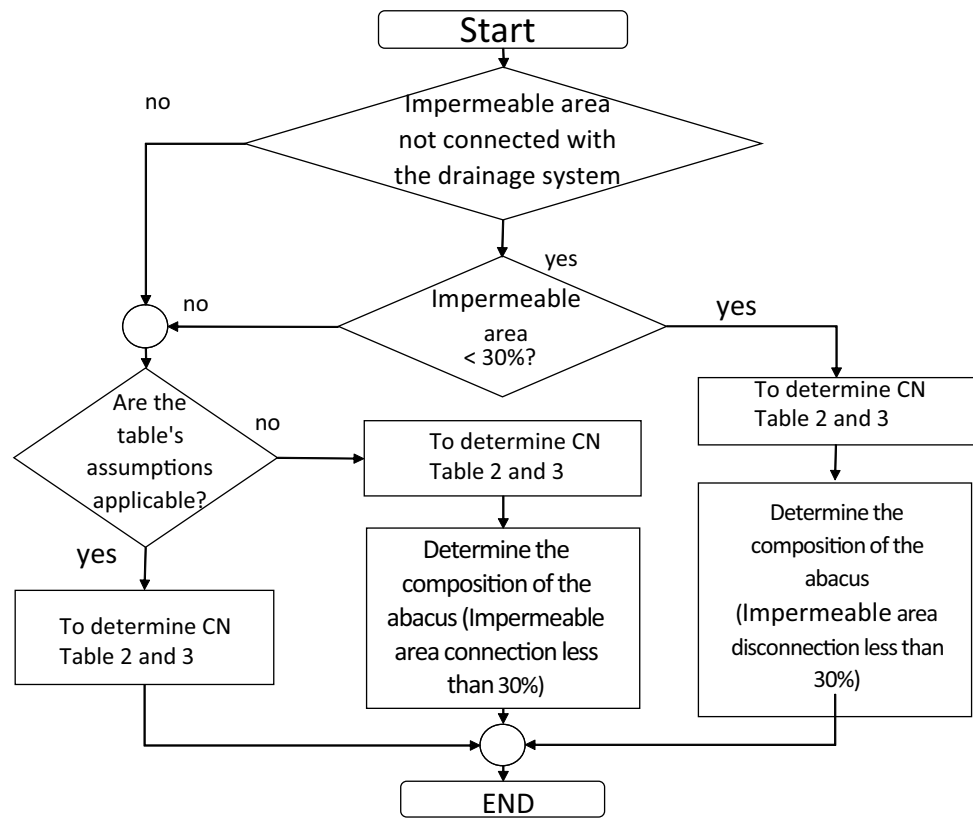 Start
no
Impermeable area
not connected with
the drainage system
yes
no
Impermeable
area
< 30%?
yes
Are the
table's
assumptions
applicable?
no
yes
To determine CN
Table 2 and 3
To determine CN
Table 2 and 3
Determine the
composition of the
abacus (Impermeable
area connection less
than 30%)
To determine CN
Table 2 and 3
Determine the
composition of the
abacus
(Impermeable area
disconnection less than
30%)
END